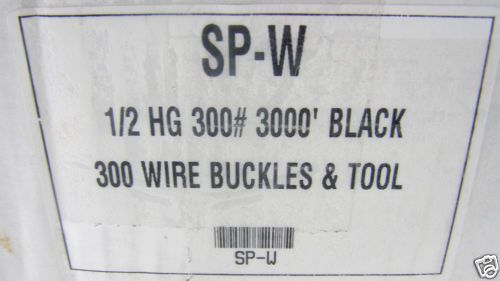 SP-W
1/2 HG 300# 3000' BLACK
300 WIRE BUCKLES & TOOL
SP-W